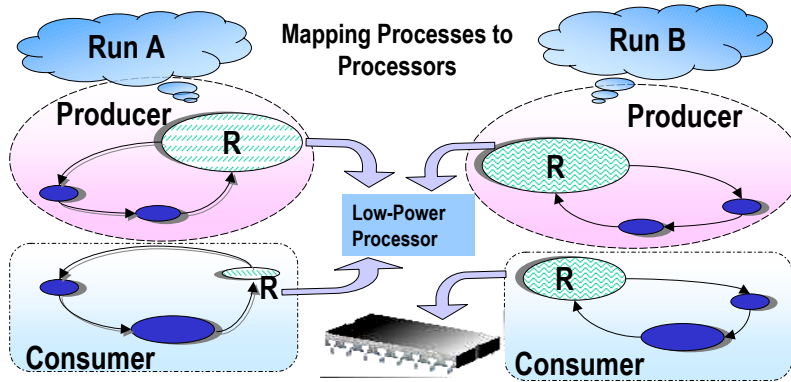 Run A
Mapping Processes to
Processors
Run B
Producer
R
Producer
R
Low-Power
Processor
R
Consumer
R
Consumer